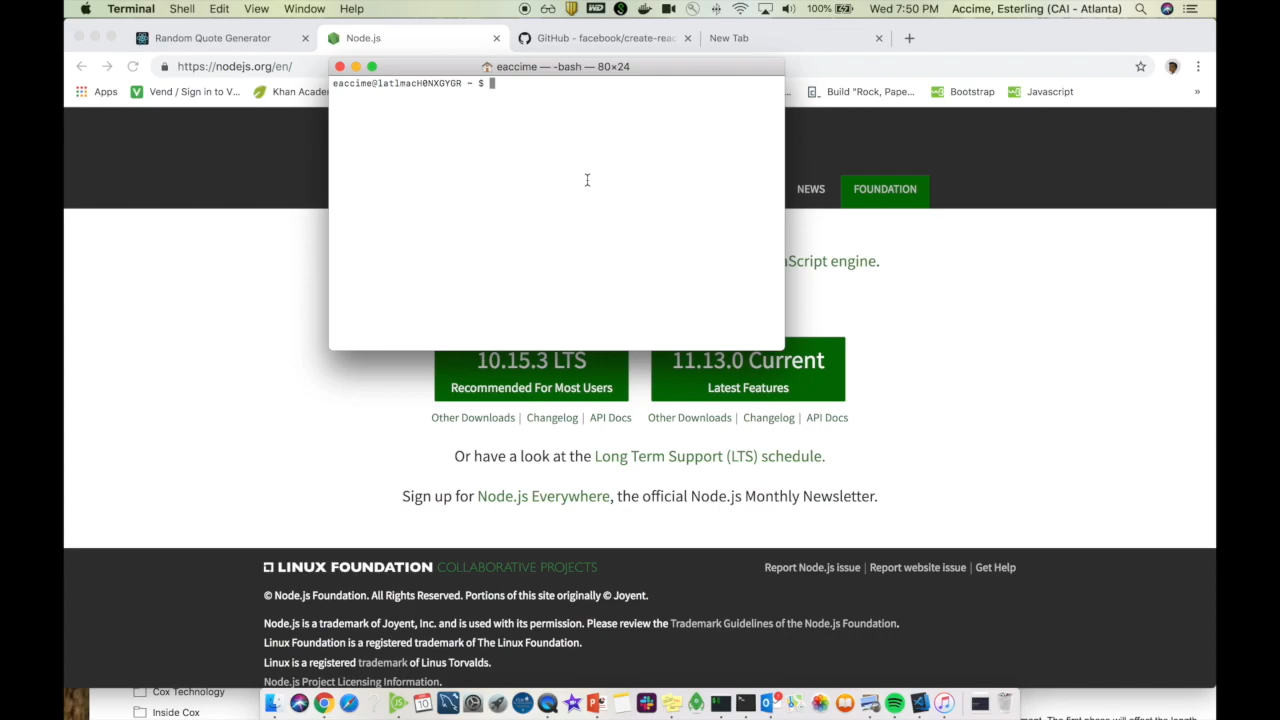 Terminal Shell Edit View Window Help 100% Wed 7:50 PM Accime, Esterling (CAI - Atlanta)
Random Quote Generator Node.js GitHub - facebook/create-reac New Tab
https://nodejs.org/en/
eaccime — -bash — 80×24
Apps Vend / Sign in to V... Khan Acade Build "Rock, Pape... Bootstrap Javascript »
eaccime@latlmacH0NXGYGR ~ $
NEWS FOUNDATION
Script engine.
10.15.3 LTS 11.13.0 Current
Recommended For Most Users Latest Features
Other Downloads | Changelog | API Docs Other Downloads | Changelog | API Docs
Or have a look at the Long Term Support (LTS) schedule.
Sign up for Node.js Everywhere, the official Node.js Monthly Newsletter.
LINUX FOUNDATION COLLABORATIVE PROJECTS Report Node.js issue | Report website issue | Get Help
© Node.js Foundation. All Rights Reserved. Portions of this site originally © Joyent.
Node.js is a trademark of Joyent, Inc. and is used with its permission. Please review the Trademark Guidelines of the Node.js Foundation.
Linux Foundation is a registered trademark of The Linux Foundation.
Linux is a registered trademark of Linus Torvalds.
Node.js Project Licensing Information.
Cox Technology
Inside Cox